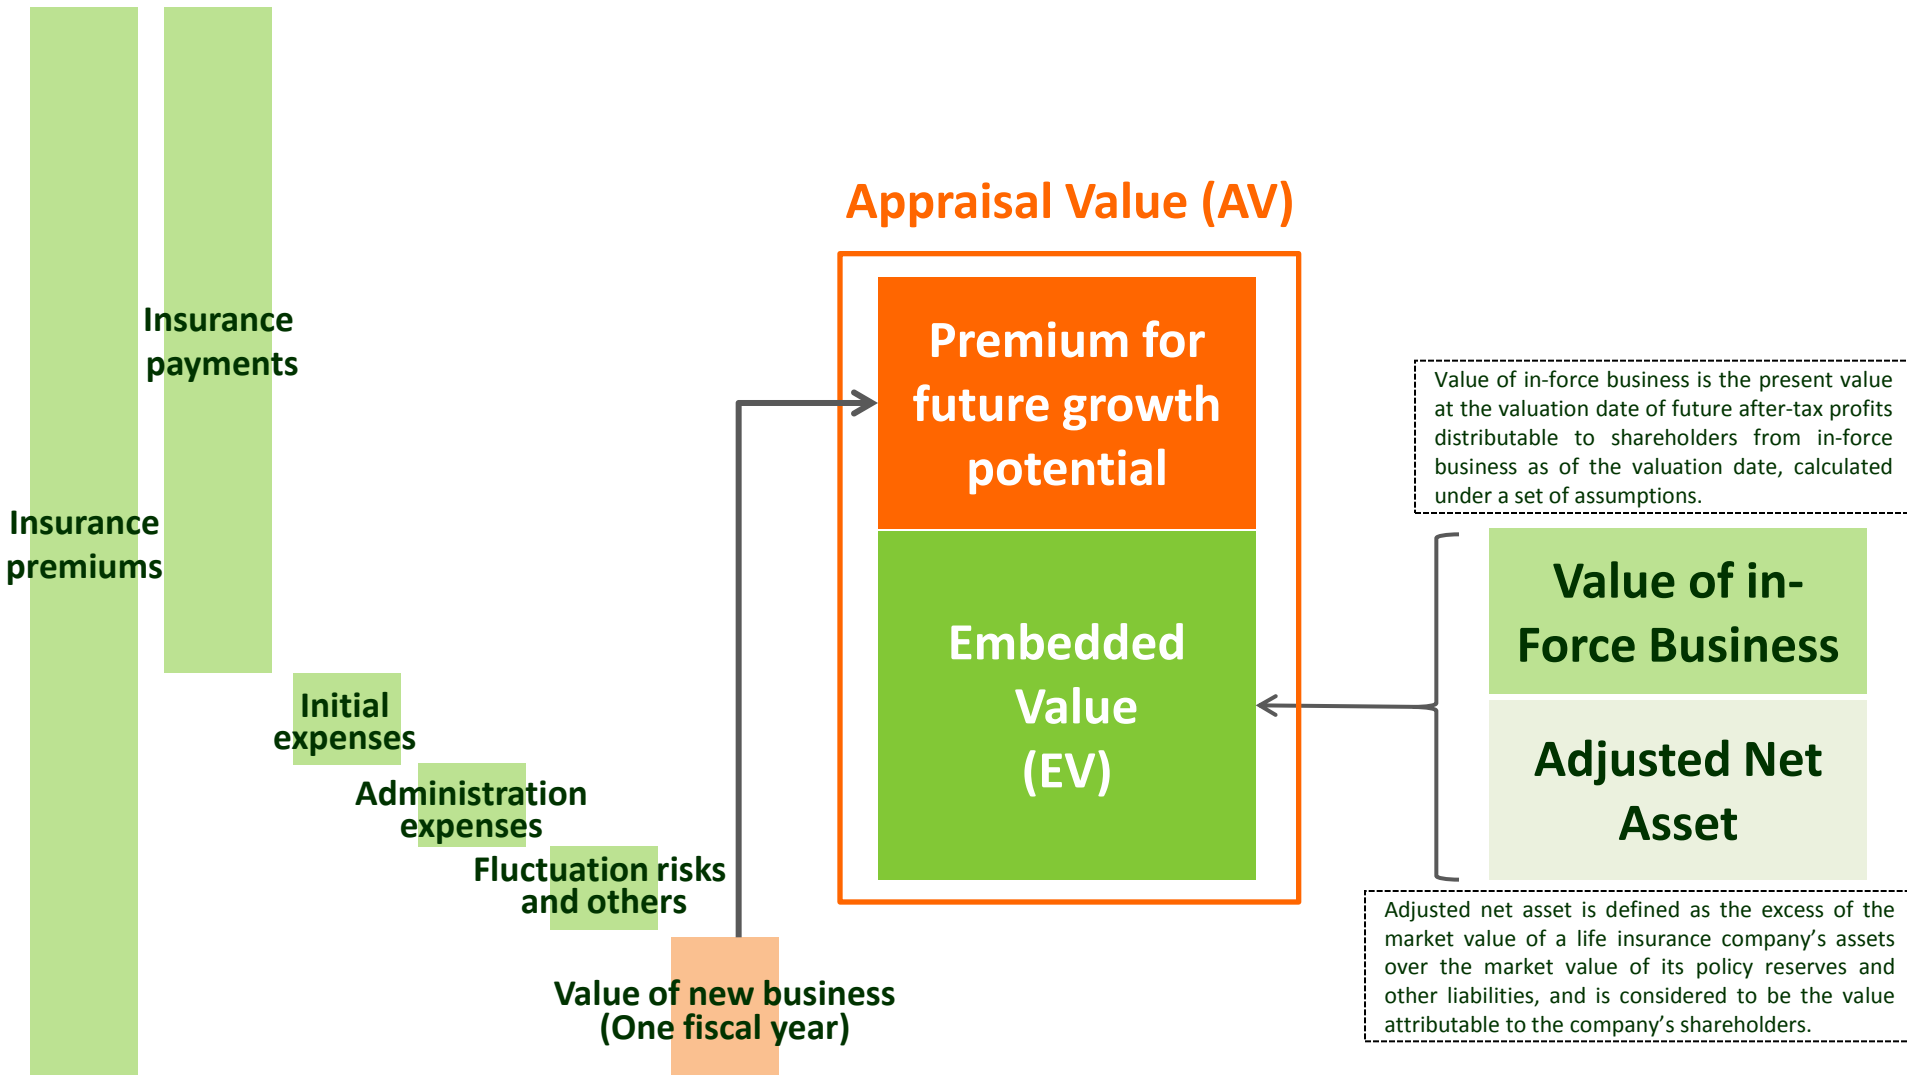 Insurance
premiums
Insurance
payments
Initial
expenses
Administration
expenses
Fluctuation risks
and others
Value of new business
(One fiscal year)
Appraisal Value (AV)
Premium for
future growth
potential
Embedded
Value
(EV)
Value of in-force business is the present value
at the valuation date of future after-tax profits
distributable to shareholders from in-force
business as of the valuation date, calculated
under a set of assumptions.
Value of in-
Force Business
Adjusted Net
Asset
Adjusted net asset is defined as the excess of the
market value of a life insurance company’s assets
over the market value of its policy reserves and
other liabilities, and is considered to be the value
attributable to the company’s shareholders.